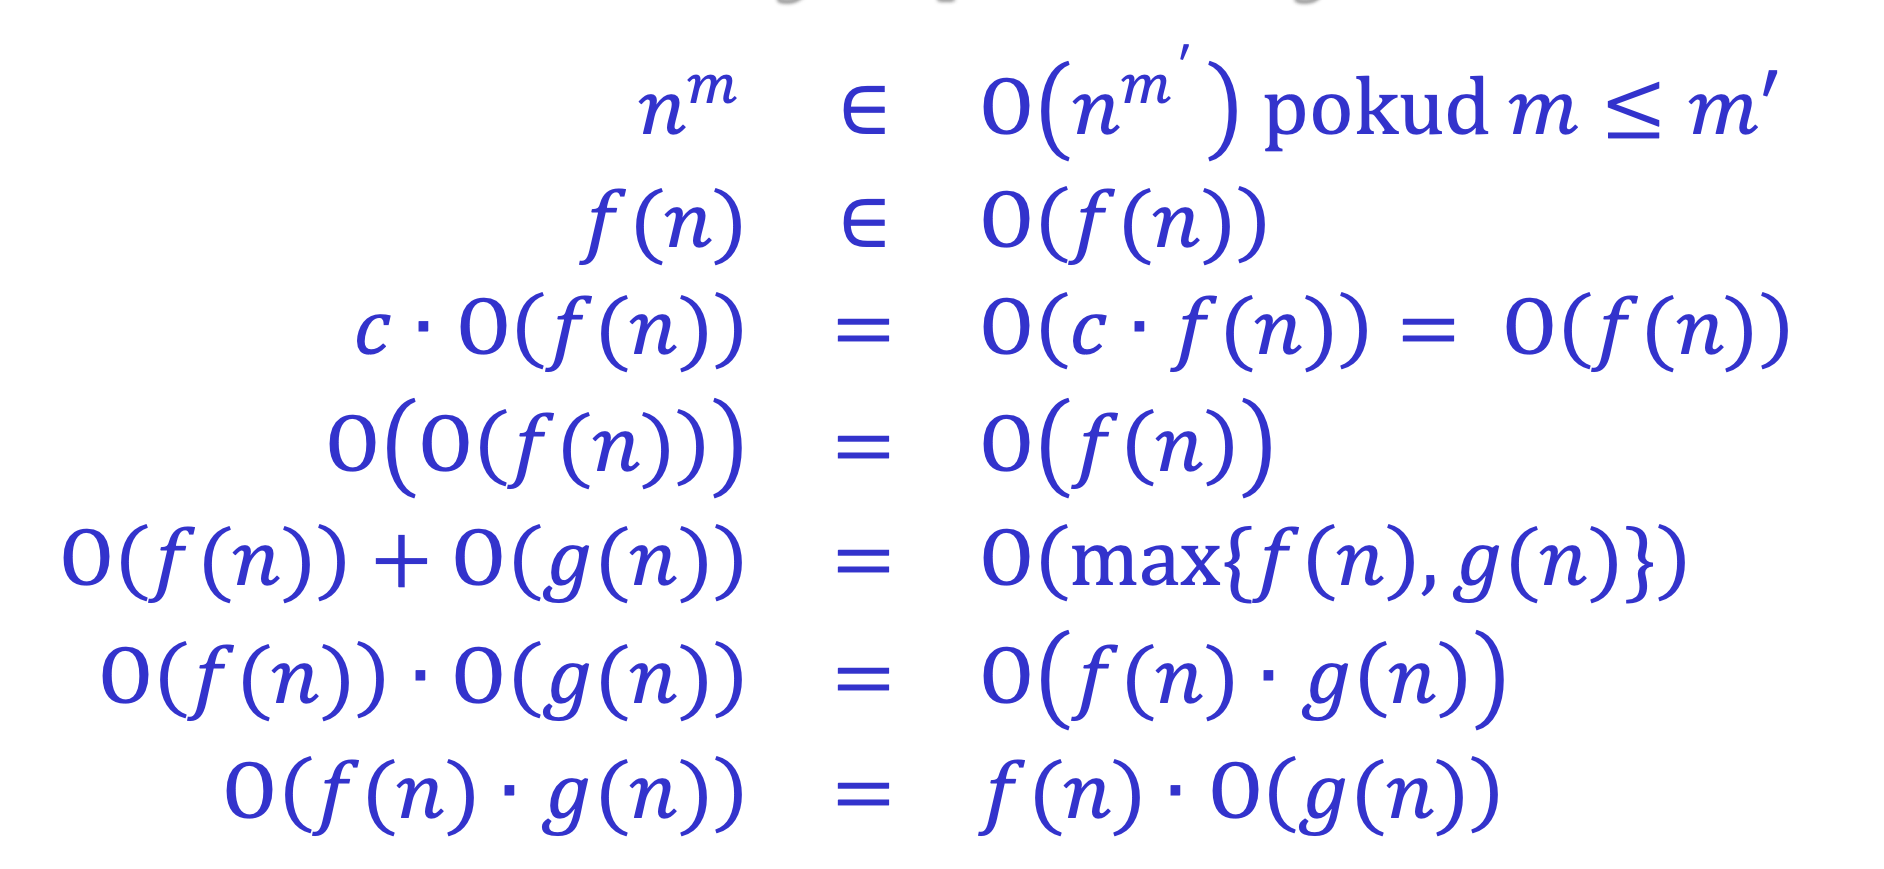 n^m ∈ O(n^{m'}) pokud m ≤ m'
f(n) ∈ O(f(n))
c · O(f(n)) = O(c · f(n)) = O(f(n))
O(O(f(n))) = O(f(n))
O(f(n)) + O(g(n)) = O(max{f(n), g(n)})
O(f(n)) · O(g(n)) = O(f(n) · g(n))
O(f(n) · g(n)) = f(n) · O(g(n))